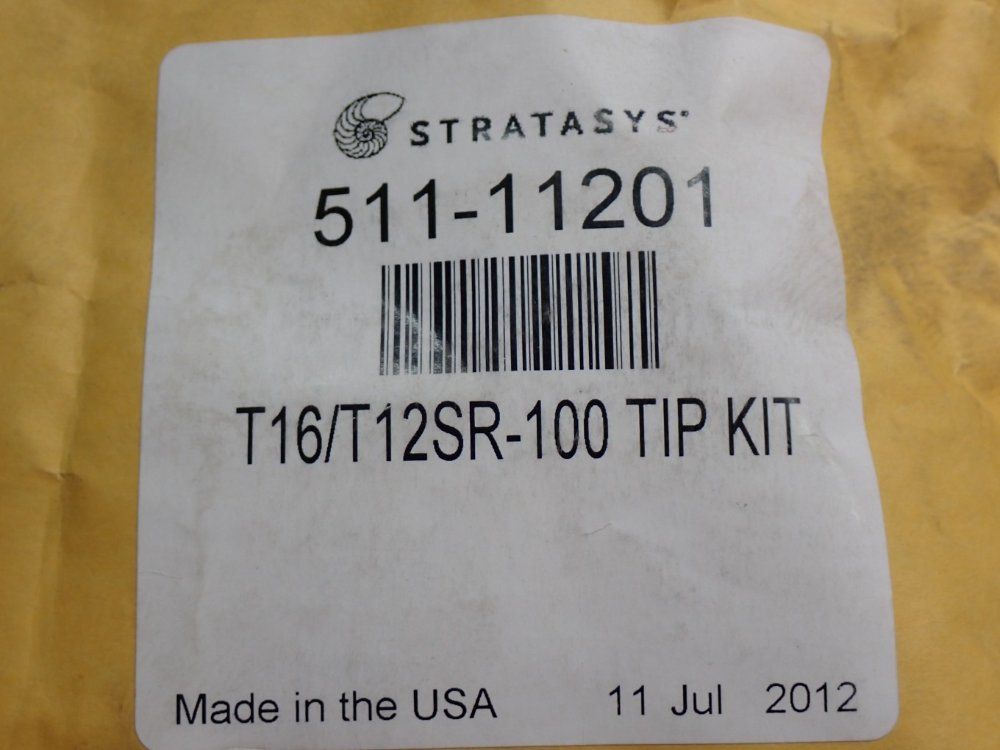 STRATASYS
511-11201
T16/T12SR-100 TIP KIT
Made in the USA 11 Jul 2012